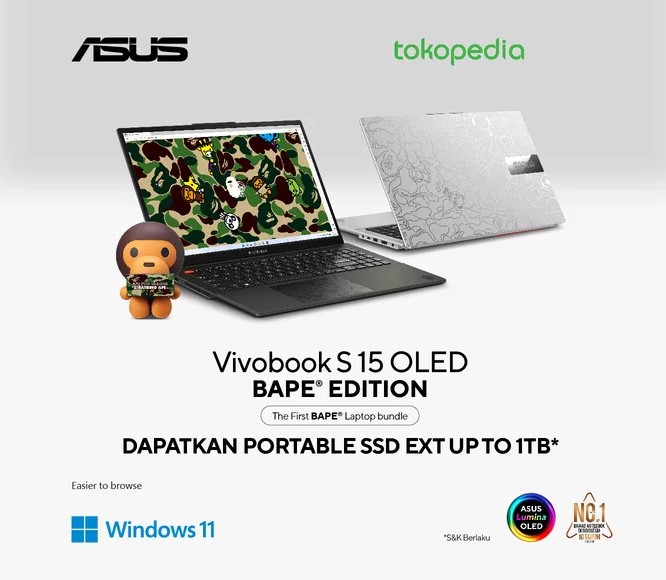 ASUS
tokopedia
Vivobook S 15 OLED
BAPE® EDITION
The First BAPE® Laptop bundle
DAPATKAN PORTABLE SSD EXT UP TO 1TB*
Easier to browse
Windows 11
*S&K Berlaku
ASUS
Lumina
OLED
NO.1